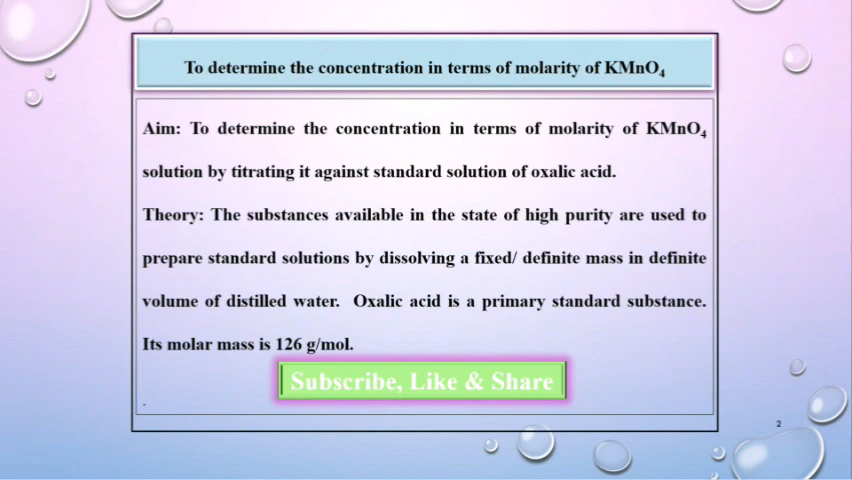 To determine the concentration in terms of molarity of KMnO₄
Aim: To determine the concentration in terms of molarity of KMnO₄
solution by titrating it against standard solution of oxalic acid.
Theory: The substances available in the state of high purity are used to
prepare standard solutions by dissolving a fixed/ definite mass in definite
volume of distilled water. Oxalic acid is a primary standard substance.
Its molar mass is 126 g/mol.
Subscribe, Like & Share
.
2